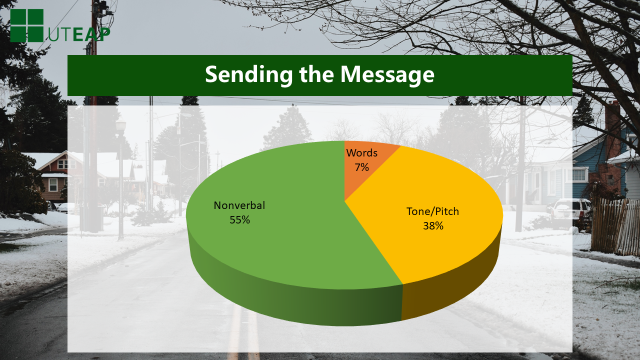 UTEAP
Sending the Message
Words
7%
Tone/Pitch
38%
Nonverbal
55%